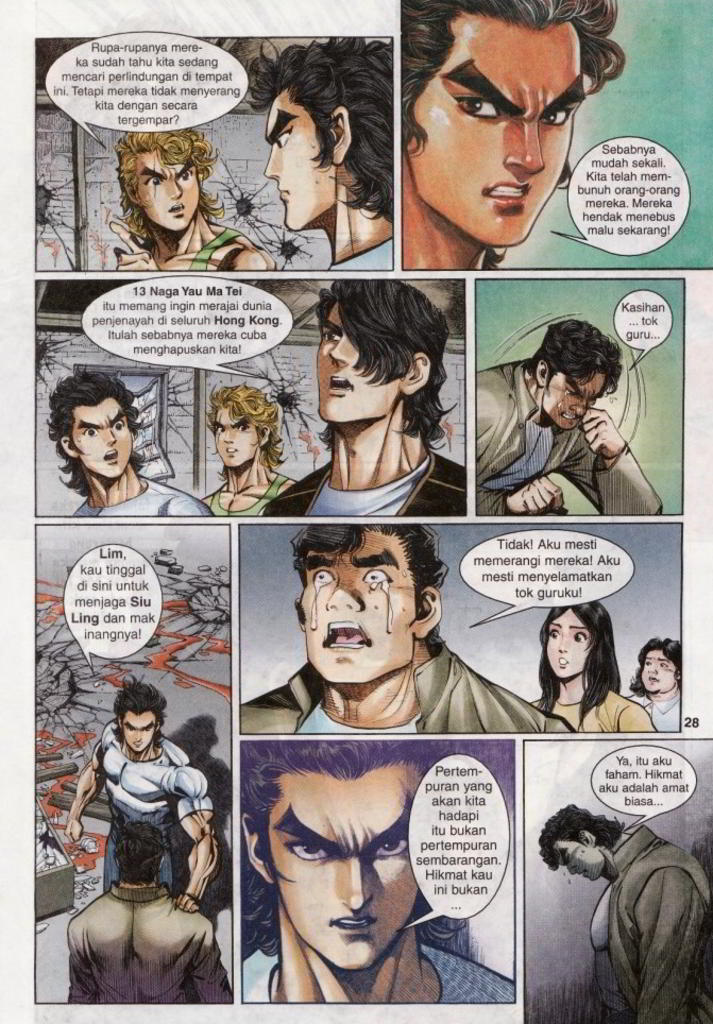 Rupa-rupanya mere-
ka sudah tahu kita sedang
mencari perlindungan di tempat
ini. Tetapi mereka tidak menyerang
kita dengan secara
tergempar?
Sebabnya
mudah sekali.
Kita telah mem-
bunuh orang-orang
mereka. Mereka
hendak menebus
malu sekarang!
13 Naga Yau Ma Tei
itu memang ingin merajai dunia
penjenayah di seluruh Hong Kong.
Itulah sebabnya mereka cuba
menghapuskan kita!
Kasihan
... tok
guru...
Lim,
kau tinggal
di sini untuk
menjaga Siu
Ling dan mak
inangnya!
Tidak! Aku mesti
memerangi mereka! Aku
mesti menyelamatkan
tok guruku!
28
Pertem-
puran yang
akan kita
hadapi
itu bukan
pertempuran
sembarangan.
Hikmat kau
ini bukan
...
Ya, itu aku
faham. Hikmat
aku adalah amat
biasa...